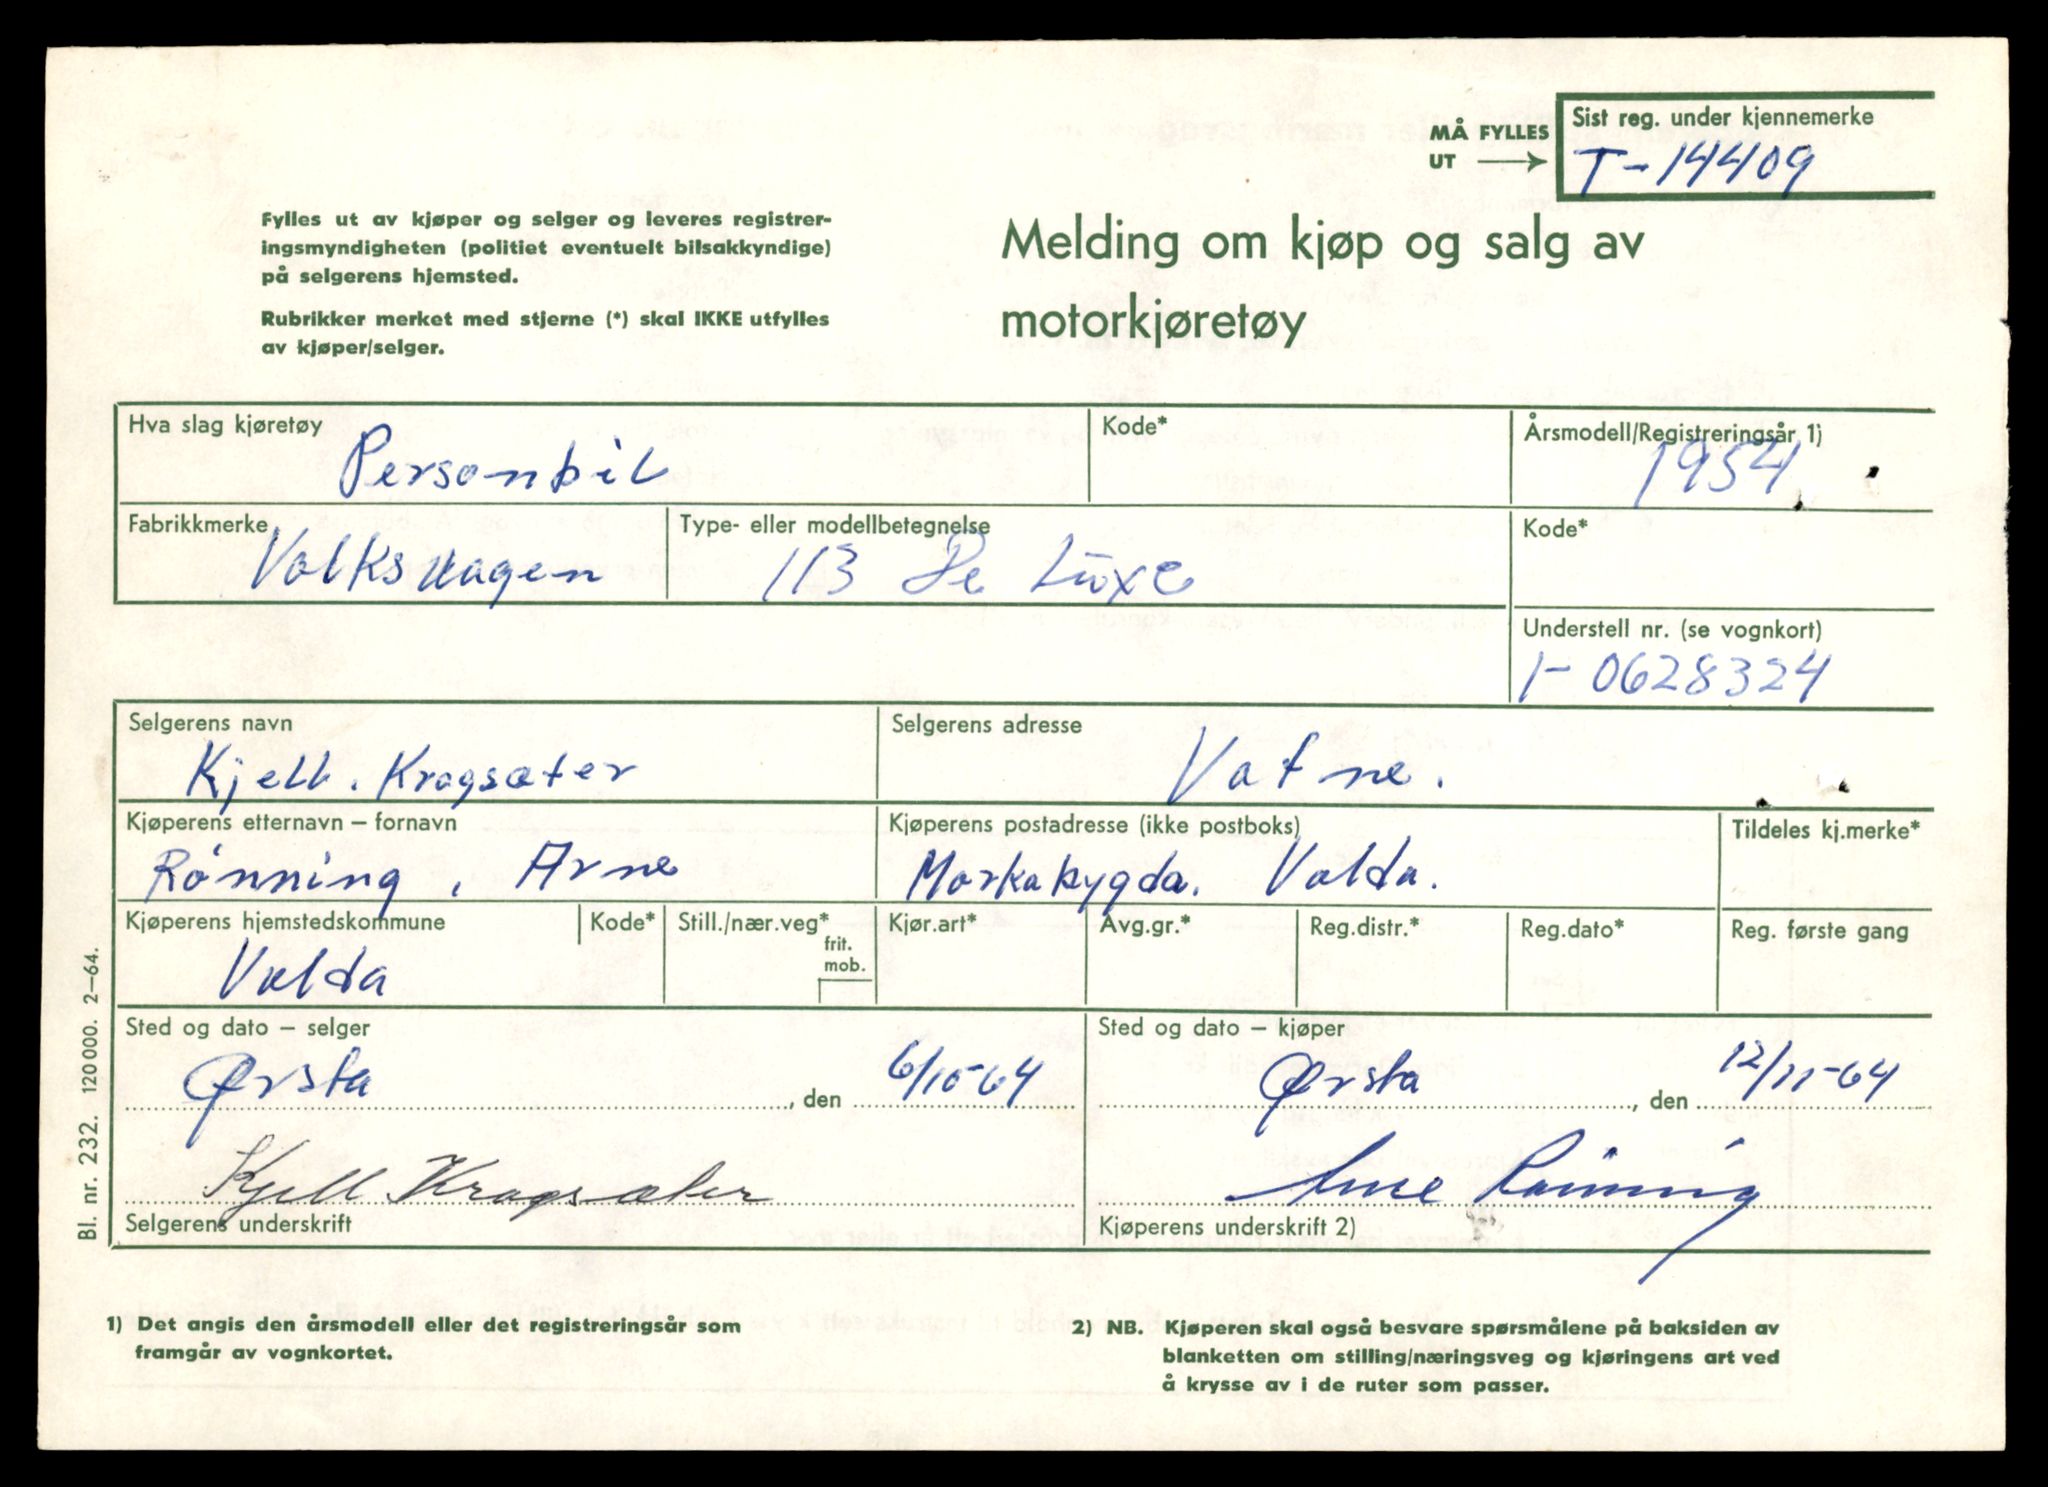 MÅ FYLLES UT
Sist reg. under kjennemerke
T-14409
Fylles ut av kjøper og selger og leveres registrer-
ingsmyndigheten (politiet eventuelt bilsakkyndige)
på selgerens hjemsted.
Rubrikker merket med stjerne (*) skal IKKE utfylles
av kjøper/selger.
Melding om kjøp og salg av
motorkjøretøy
Hva slag kjøretøy
Personbil
Kode*
Årsmodell/Registreringsår 1)
1954
Fabrikkmerke
Volkswagen
Type- eller modellbetegnelse
113 De Luxe
Kode*
Understell nr. (se vognkort)
1-0628324
Selgerens navn
Kjell. Kragsæter
Selgerens adresse
Vatne.
Kjøperens etternavn – fornavn
Rønning, Arne
Kjøperens postadresse (ikke postboks)
Morkabygda. Volda.
Tildeles kj.merke*
Kjøperens hjemstedskommune
Volda
Kode*
Still./nær.veg*
frit.
mob.
Kjør.art*
Avg.gr.*
Reg.distr.*
Reg.dato*
Reg. første gang
Sted og dato – selger
Ørsta, den 6/10-64
Sted og dato – kjøper
Ørsta, den 12/11-64
Kjell Kragsæter
Selgerens underskrift
Arne Rönning
Kjøperens underskrift 2)
Bl. nr. 2232. 120000. 2–64.
1) Det angis den årsmodell eller det registreringsår som
framgår av vognkortet.
2) NB. Kjøperen skal også besvare spørsmålene på baksiden av
blanketten om stilling/næringsveg og kjøringens art ved
å krysse av i de ruter som passer.